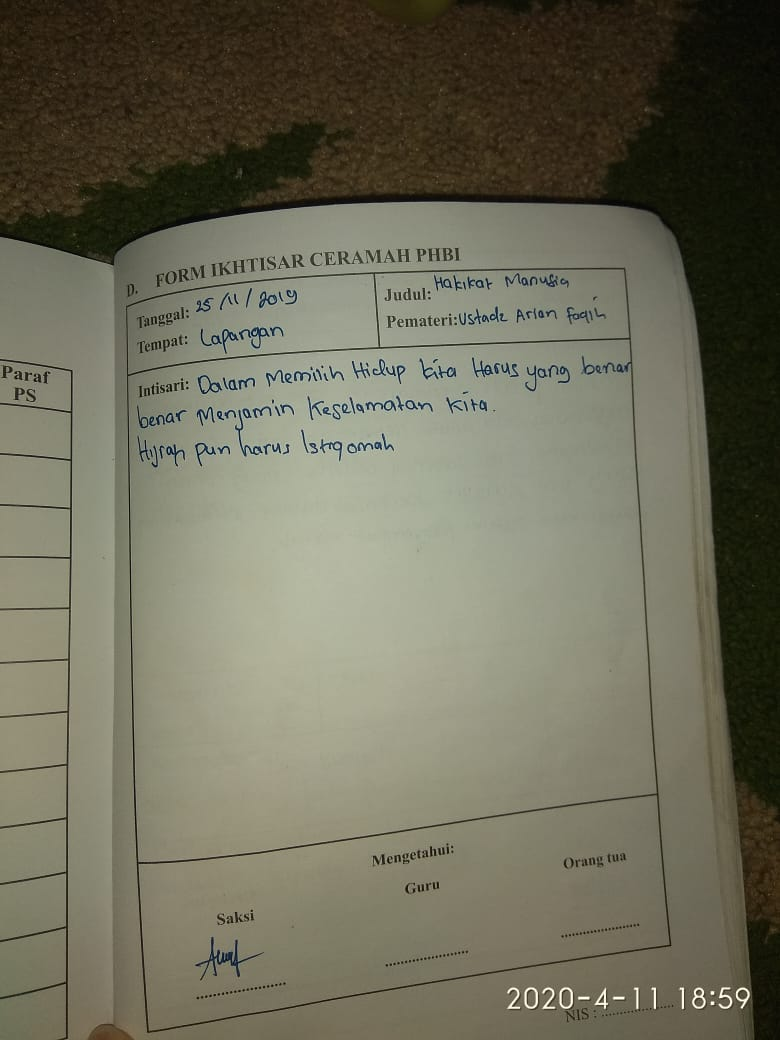 Paraf
PS
D. FORM IKHTISAR CERAMAH PHBI
Tanggal: 25/11/2019
Tempat: Lapangan
Judul: Hakikat Manusia
Pemateri: Ustadz Arian Faqih
Intisari: Dalam Memilih Hidup kita Harus yang benar
benar Menjamin Keselamatan Kita.
Hijrah pun harus Istqomah
Mengetahui:
Saksi
Guru
Orang tua
NIS :
2020-4-11 18:59